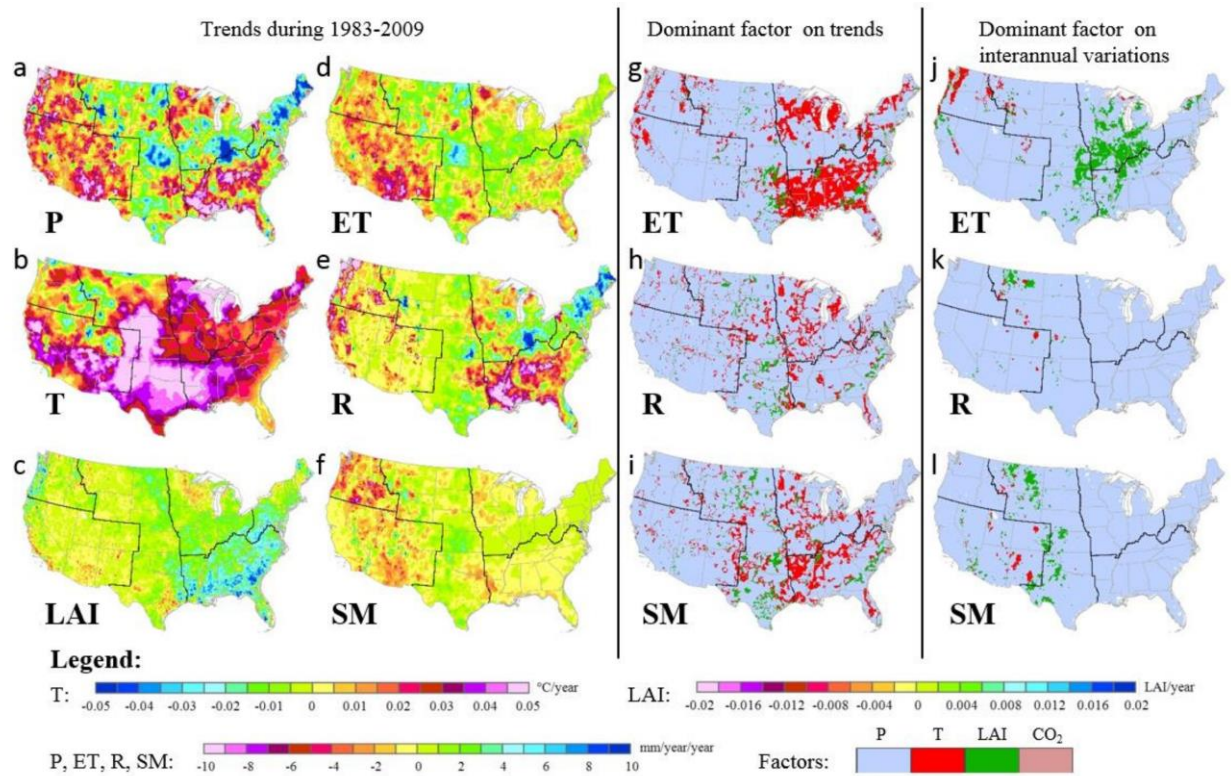 Trends during 1983-2009
Dominant factor on trends
Dominant factor on
interannual variations
a
P
d
ET
g
ET
j
ET
b
T
e
R
h
R
k
R
c
LAI
f
SM
i
SM
l
SM
Legend:
T:
°C/year
-0.05 -0.04 -0.03 -0.02 -0.01 0 0.01 0.02 0.03 0.04 0.05
LAI:
LAI/year
-0.02 -0.016 -0.012 -0.008 -0.004 0 0.004 0.008 0.012 0.016 0.02
P, ET, R, SM:
mm/year/year
-10 -8 -6 -4 -2 0 2 4 6 8 10
Factors:
P T LAI CO₂